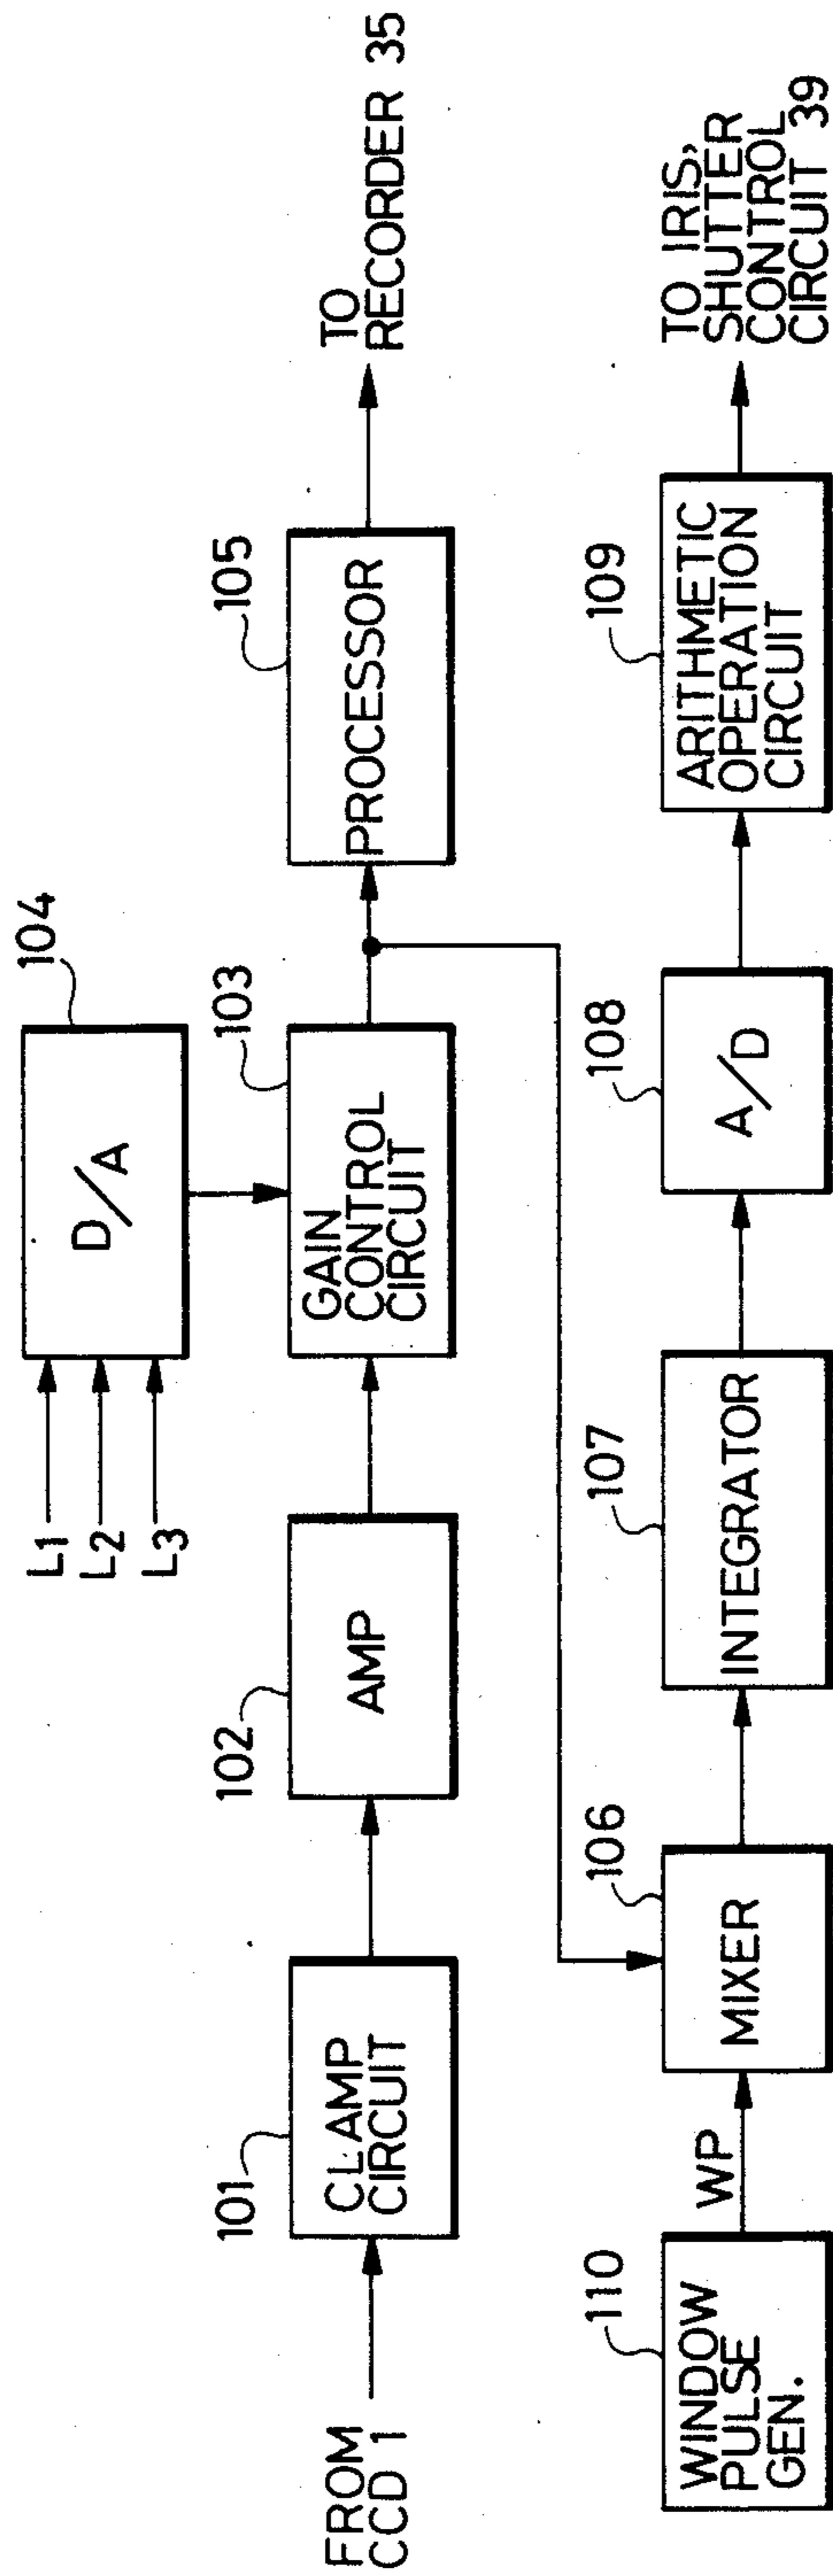 FROM
CCD 1
101
CLAMP
CIRCUIT
102
AMP
L1
L2
L3
104
D/A
103
GAIN
CONTROL
CIRCUIT
105
PROCESSOR
TO
RECORDER 35
110
WINDOW
PULSE
GEN.
WP
106
MIXER
107
INTEGRATOR
108
A/D
109
ARITHMETIC
OPERATION
CIRCUIT
TO IRIS,
SHUTTER
CONTROL
CIRCUIT 39